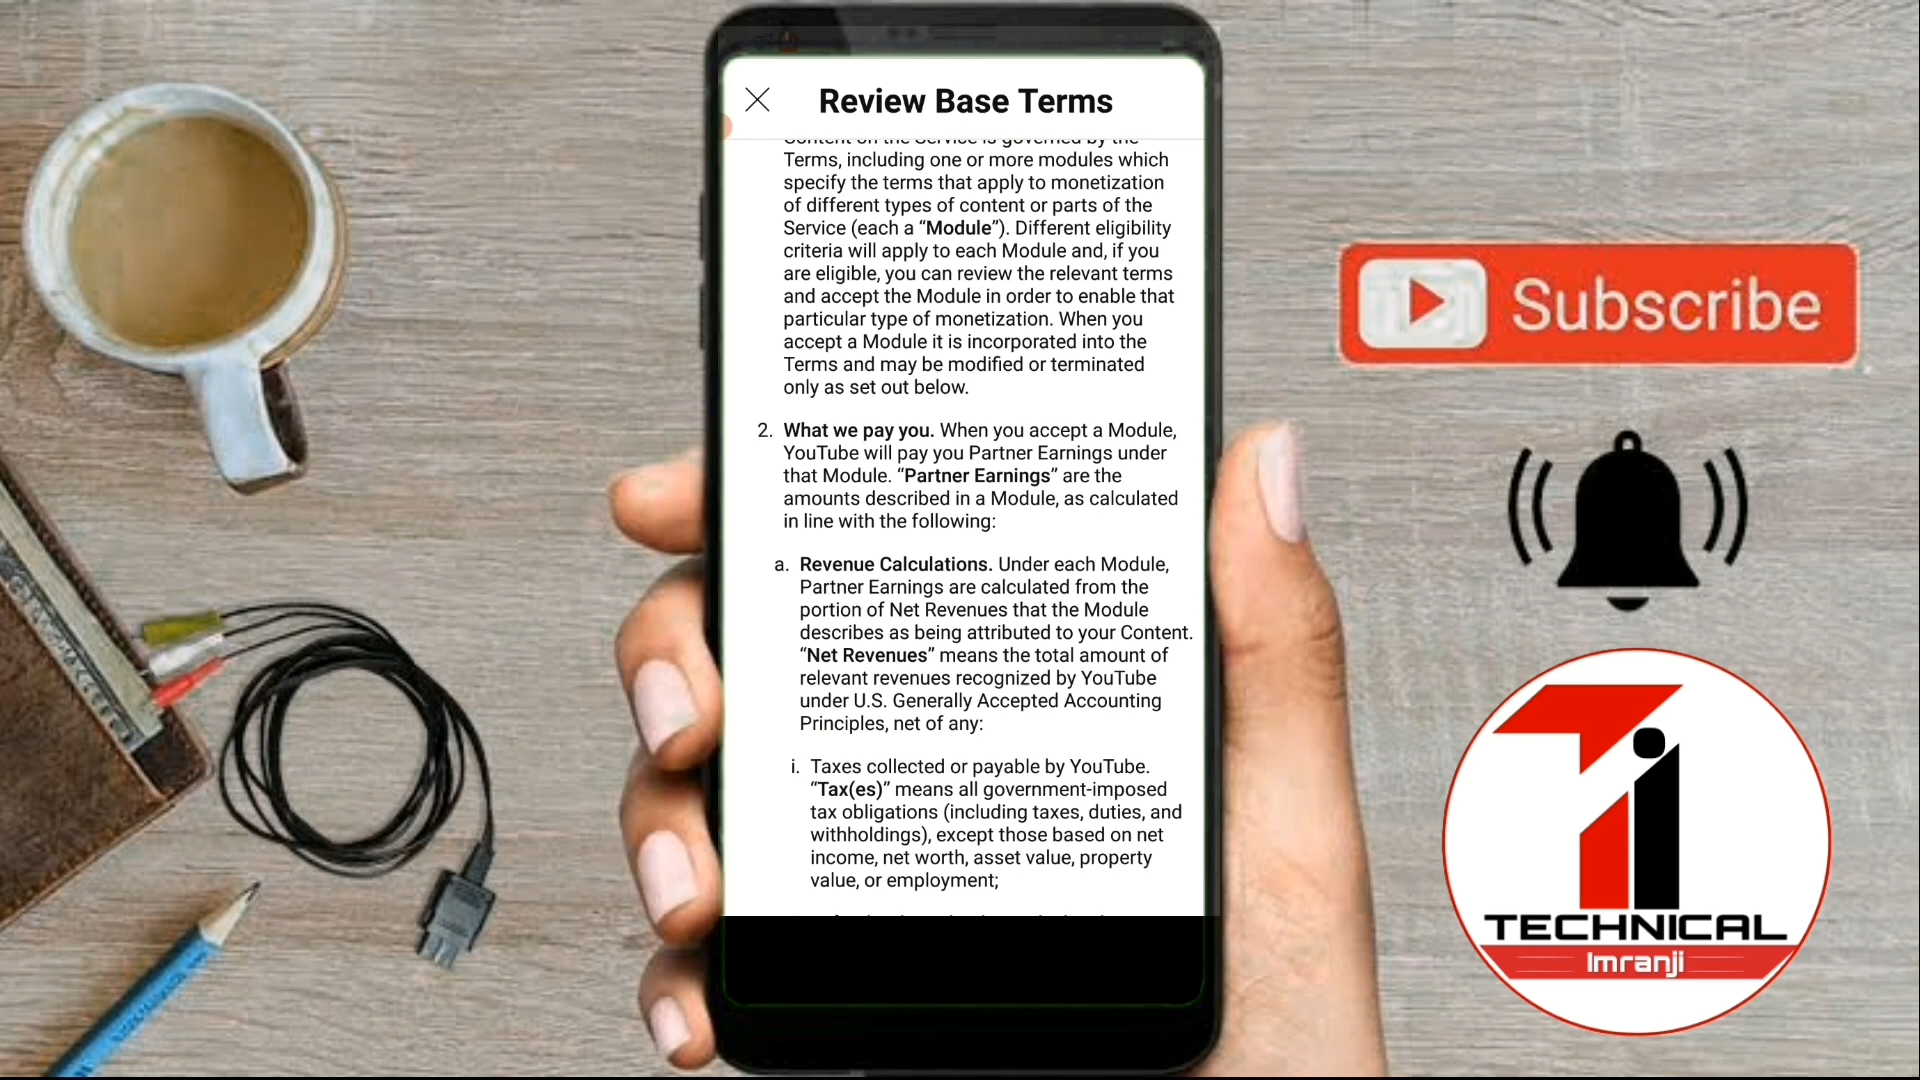 Review Base Terms
Content on the Service is governed by the
Terms, including one or more modules which
specify the terms that apply to monetization
of different types of content or parts of the
Service (each a “Module”). Different eligibility
criteria will apply to each Module and, if you
are eligible, you can review the relevant terms
and accept the Module in order to enable that
particular type of monetization. When you
accept a Module it is incorporated into the
Terms and may be modified or terminated
only as set out below.
2. What we pay you. When you accept a Module,
YouTube will pay you Partner Earnings under
that Module. “Partner Earnings” are the
amounts described in a Module, as calculated
in line with the following:
a. Revenue Calculations. Under each Module,
Partner Earnings are calculated from the
portion of Net Revenues that the Module
describes as being attributed to your Content.
“Net Revenues” means the total amount of
relevant revenues recognized by YouTube
under U.S. Generally Accepted Accounting
Principles, net of any:
i. Taxes collected or payable by YouTube.
“Tax(es)” means all government-imposed
tax obligations (including taxes, duties, and
withholdings), except those based on net
income, net worth, asset value, property
value, or employment;
Subscribe
TECHNICAL
Imranji